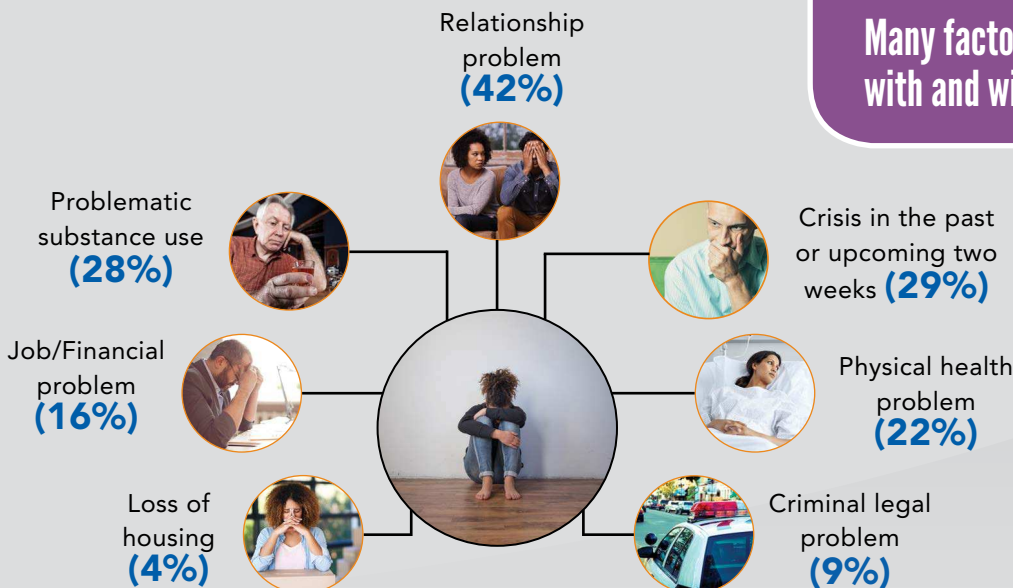 Relationship
problem
(42%)
Many facto
with and wi
Problematic
substance use
(28%)
Crisis in the past
or upcoming two
weeks (29%)
Job/Financial
problem
(16%)
Physical health
problem
(22%)
Loss of
housing
(4%)
Criminal legal
problem
(9%)